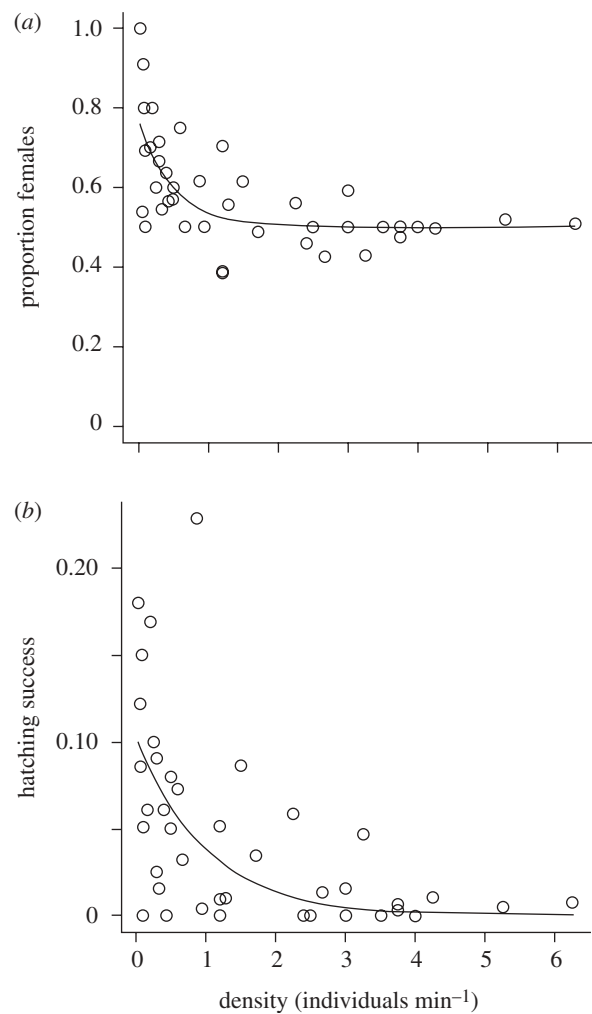 (a)
1.0
0.8
0.6
0.4
0.2
0
proportion females
(b)
0.20
0.10
0
hatching success
0 1 2 3 4 5 6
density (individuals min⁻¹)